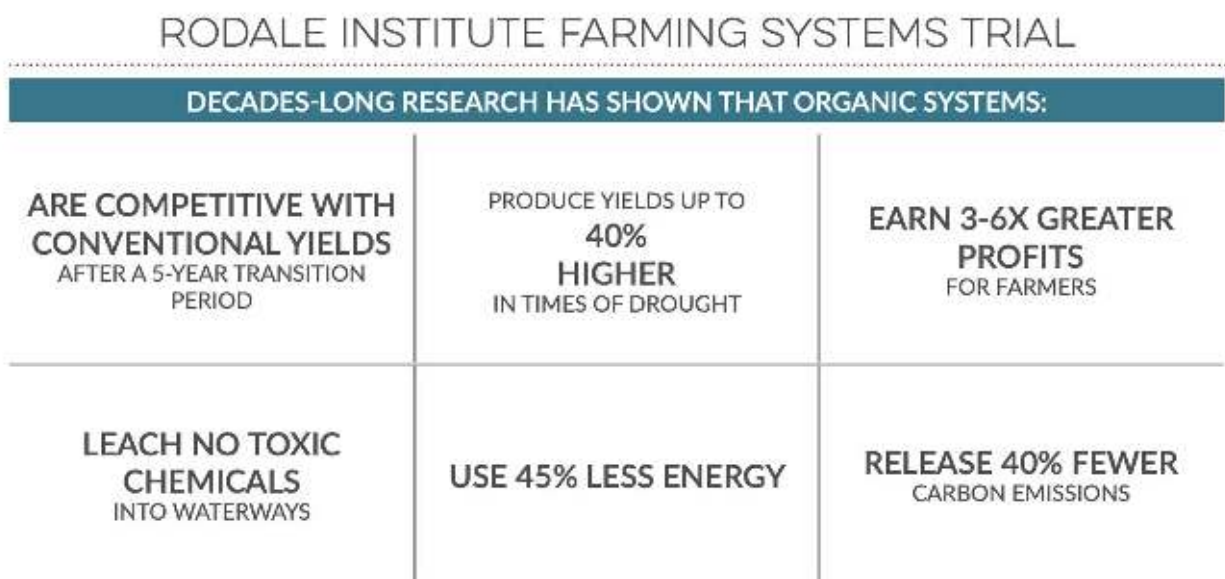 RODALE INSTITUTE FARMING SYSTEMS TRIAL
DECADES-LONG RESEARCH HAS SHOWN THAT ORGANIC SYSTEMS:
ARE COMPETITIVE WITH
CONVENTIONAL YIELDS
AFTER A 5-YEAR TRANSITION
PERIOD
PRODUCE YIELDS UP TO
40%
HIGHER
IN TIMES OF DROUGHT
EARN 3-6X GREATER
PROFITS
FOR FARMERS
LEACH NO TOXIC
CHEMICALS
INTO WATERWAYS
USE 45% LESS ENERGY
RELEASE 40% FEWER
CARBON EMISSIONS